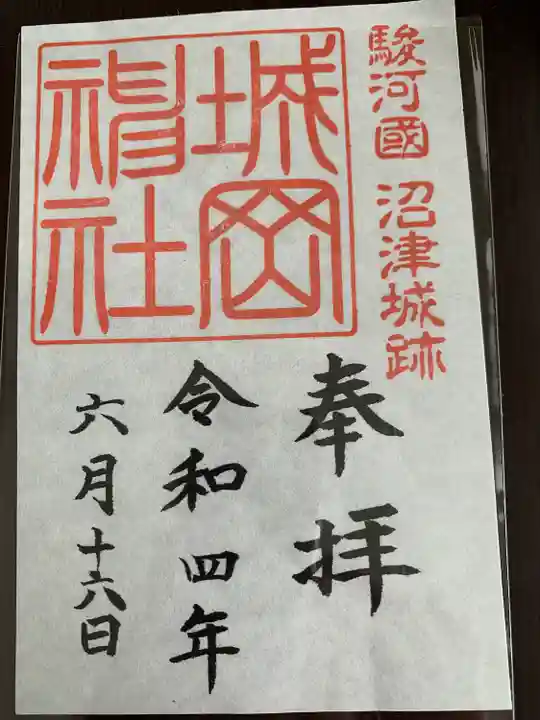 駿河國 沼津城跡
城岡
神社
奉拝
令和四年
六月十六日